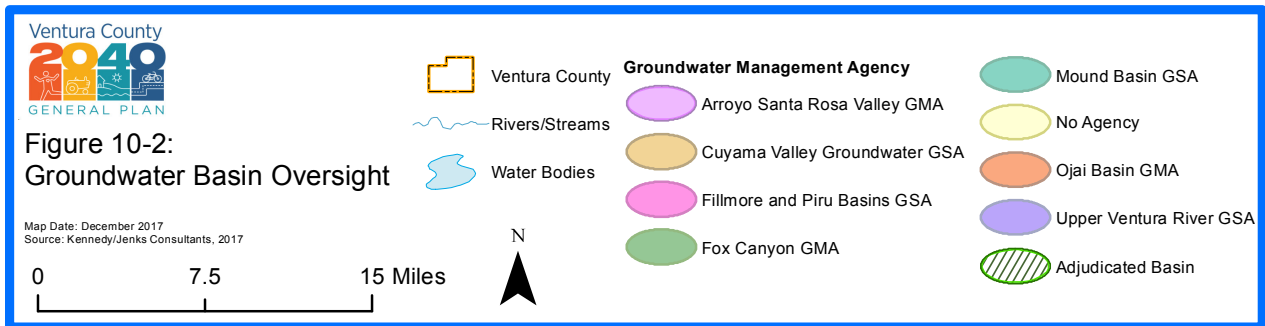 Ventura County
2040
GENERAL PLAN
Figure 10-2:
Groundwater Basin Oversight
Map Date: December 2017
Source: Kennedy/Jenks Consultants, 2017
0 7.5 15 Miles
Ventura County
Rivers/Streams
Water Bodies
N
Groundwater Management Agency
Arroyo Santa Rosa Valley GMA
Cuyama Valley Groundwater GSA
Fillmore and Piru Basins GSA
Fox Canyon GMA
Mound Basin GSA
No Agency
Ojai Basin GMA
Upper Ventura River GSA
Adjudicated Basin